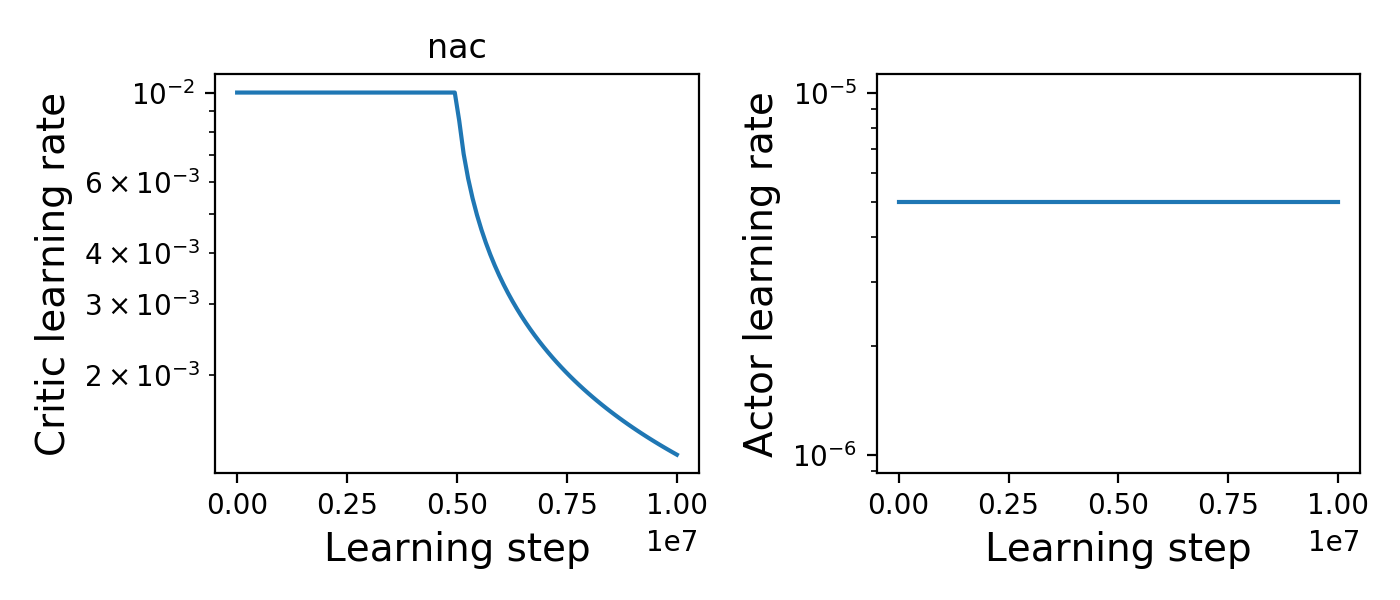 nac
Critic learning rate
10⁻²
6 × 10⁻³
4 × 10⁻³
3 × 10⁻³
2 × 10⁻³
0.00 0.25 0.50 0.75 1.00
1e7
Learning step
Actor learning rate
10⁻⁵
10⁻⁶
0.00 0.25 0.50 0.75 1.00
1e7
Learning step